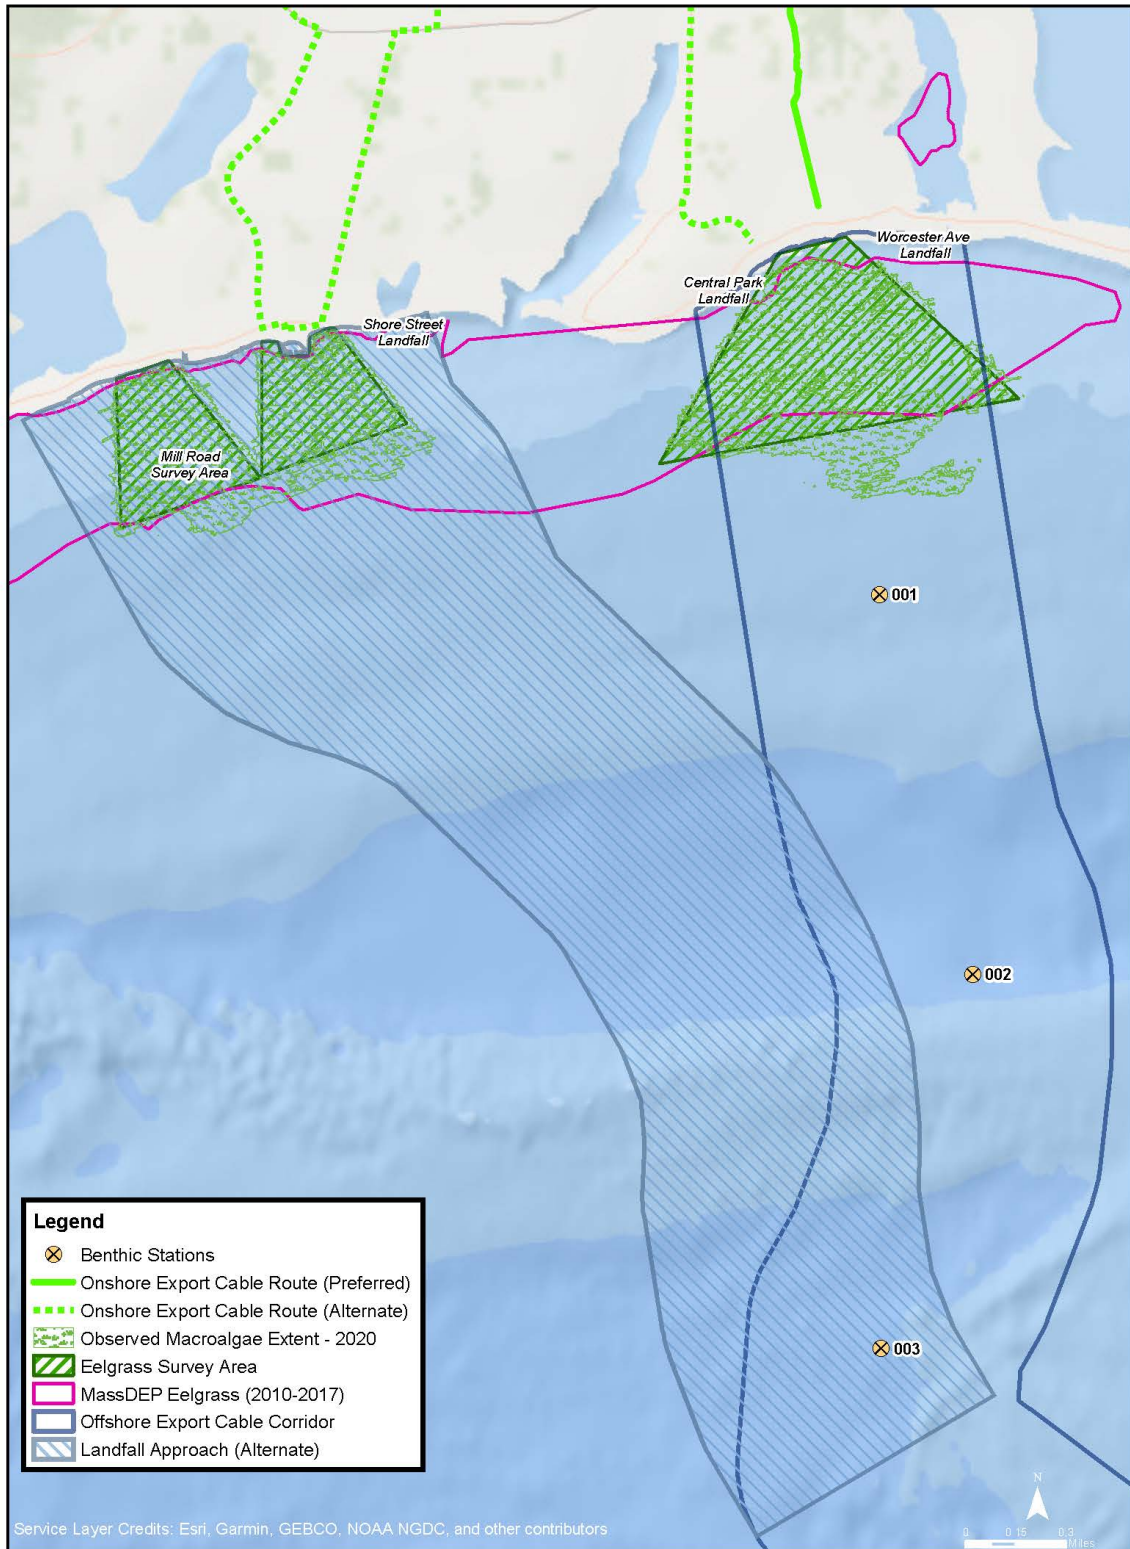 Worcester Ave
Landfall
Central Park
Landfall
Shore Street
Landfall
Mill Road
Survey Area
001
002
003
Legend
Benthic Stations
Onshore Export Cable Route (Preferred)
Onshore Export Cable Route (Alternate)
Observed Macroalgae Extent - 2020
Eelgrass Survey Area
MassDEP Eelgrass (2010-2017)
Offshore Export Cable Corridor
Landfall Approach (Alternate)
N
0 0.15 0.3
Miles
Service Layer Credits: Esri, Garmin, GEBCO, NOAA NGDC, and other contributors